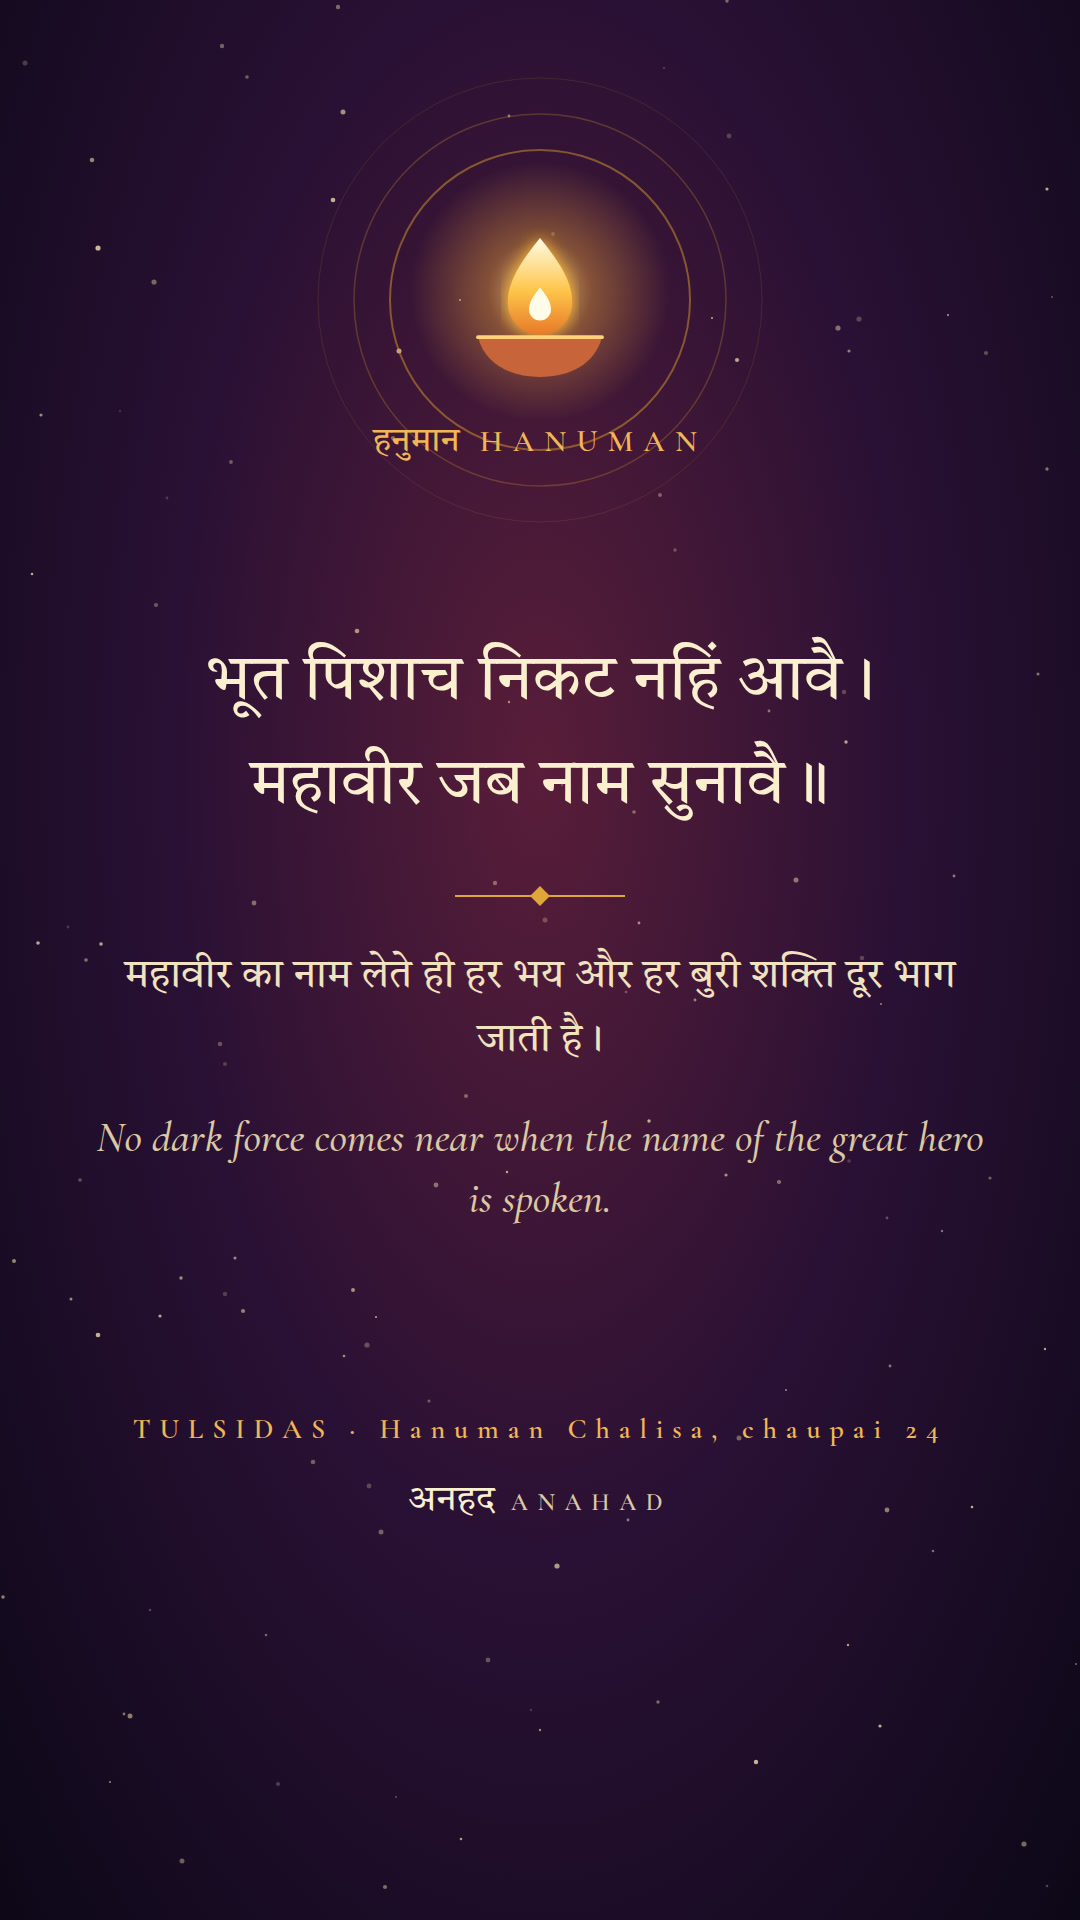 हनुमान HANUMAN
भूत पिशाच निकट नहिं आवै।
महावीर जब नाम सुनावै॥
महावीर का नाम लेते ही हर भय और हर बुरी शक्ति दूर भाग
जाती है।
No dark force comes near when the name of the great hero
is spoken.
TULSIDAS · Hanuman Chalisa, chaupai 24
अनहद ANAHAD